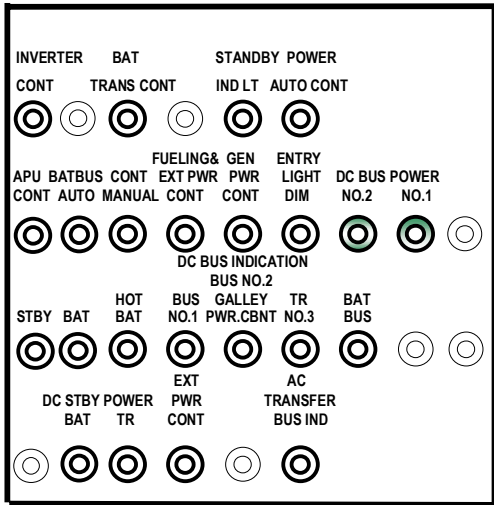 INVERTER BAT STANDBY POWER
CONT TRANS CONT IND LT AUTO CONT
FUELING& GEN ENTRY
APU BATBUS CONT EXT PWR PWR LIGHT DC BUS POWER
CONT AUTO MANUAL CONT CONT DIM NO.2 NO.1
DC BUS INDICATION
BUS NO.2
HOT BUS GALLEY TR BAT
STBY BAT BAT NO.1 PWR.CBNT NO.3 BUS
EXT AC
DC STBY POWER PWR TRANSFER
BAT TR CONT BUS IND